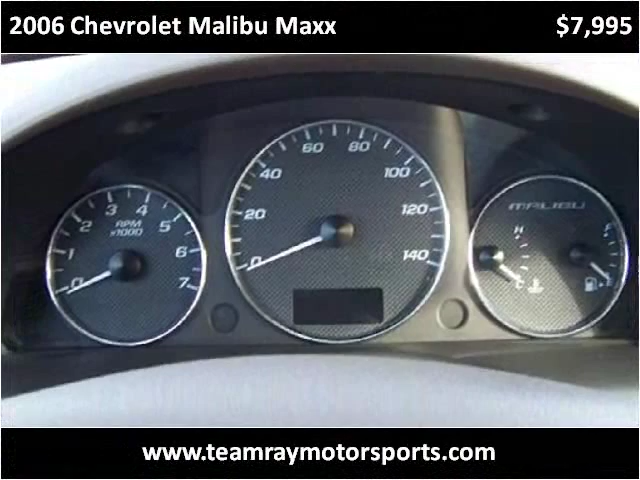 2006 Chevrolet Malibu Maxx $7,995
0 1 2 3 4 5 6 7
RPM
x1000
0 20 40 60 80 100 120 140
MALIBU
www.teamraymotorsports.com